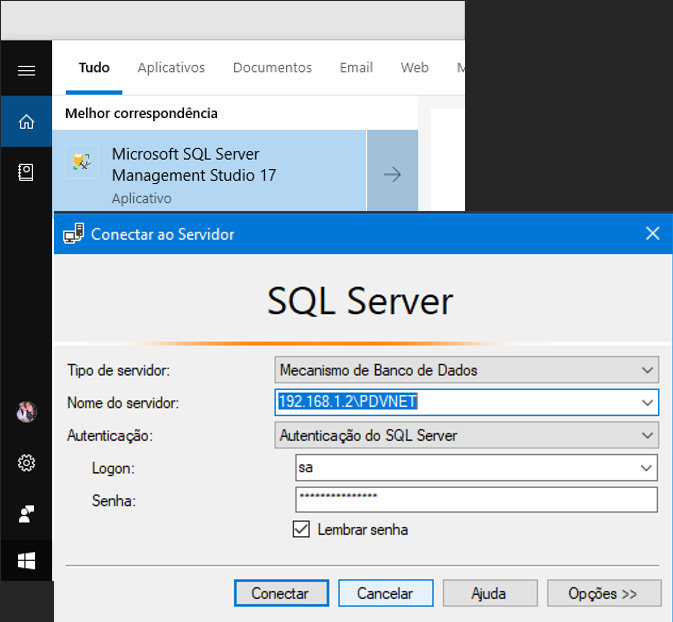 Tudo Aplicativos Documentos Email Web
Melhor correspondência
Microsoft SQL Server
Management Studio 17
Aplicativo
Conectar ao Servidor
SQL Server
Tipo de servidor: Mecanismo de Banco de Dados
Nome do servidor: 192.168.1.2\PDVNET
Autenticação: Autenticação do SQL Server
Logon: sa
Senha: ***************
Lembrar senha
Conectar Cancelar Ajuda Opções >>